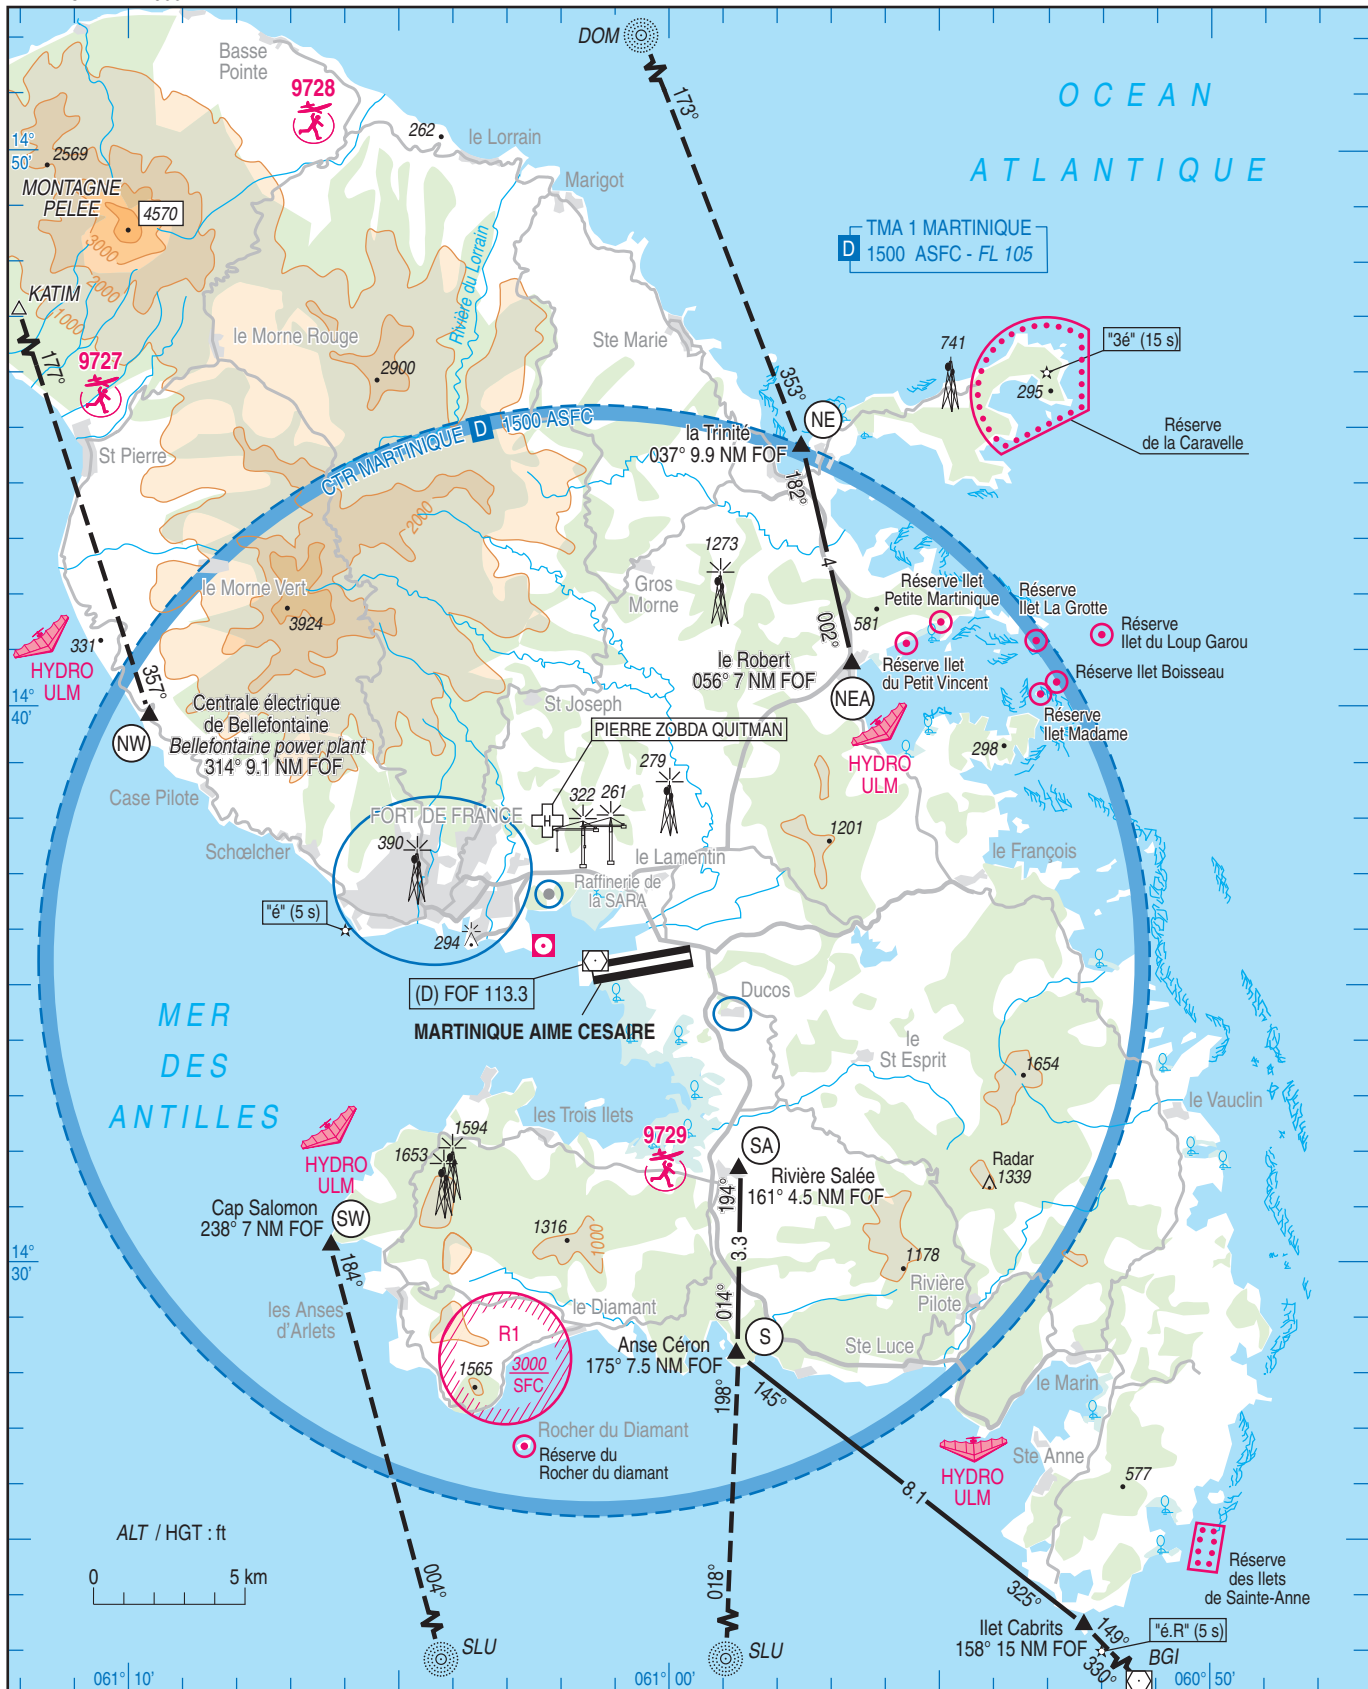 DOM
Basse
Pointe
9728
OCEAN
ATLANTIQUE
173°
262
le Lorrain
14°
50'
2569
MONTAGNE
PELEE
4570
Marigot
3000
2000
1000
Rivière du Lorrain
TMA 1 MARTINIQUE
D
1500 ASFC - FL 105
KATIM
177°
9727
le Morne Rouge
2900
Ste Marie
353°
741
"3é" (15 s)
295
Réserve
de la Caravelle
NE
CTR MARTINIQUE D 1500 ASFC
la Trinité
037° 9.9 NM FOF
St Pierre
182°
2000
4
1273
Gros
Morne
le Morne Vert
3924
002°
581
Réserve Ilet
Petite Martinique
Réserve
Ilet La Grotte
Réserve
Ilet du Loup Garou
331
HYDRO
ULM
357°
le Robert
056° 7 NM FOF
Réserve Ilet
du Petit Vincent
Réserve Ilet Boisseau
Réserve
Ilet Madame
NEA
14°
40'
NW
Centrale électrique
de Bellefontaine
Bellefontaine power plant
314° 9.1 NM FOF
St Joseph
PIERRE ZOBDA QUITMAN
298
HYDRO
ULM
Case Pilote
279
322
261
H
FORT DE FRANCE
390
1201
Schœlcher
le Lamentin
le François
Raffinerie de
la SARA
"é" (5 s)
294
(D) FOF 113.3
MARTINIQUE AIME CESAIRE
Ducos
MER
DES
ANTILLES
le
St Esprit
1654
le Vauclin
les Trois Ilets
1594
1653
9729
SA
HYDRO
ULM
Radar
1339
Rivière Salée
161° 4.5 NM FOF
194°
Cap Salomon
238° 7 NM FOF
SW
1316
1000
3.3
1178
14°
30'
184°
Rivière
Pilote
014°
les Anses
d'Arlets
le Diamant
R1
3000
SFC
1565
S
Anse Céron
175° 7.5 NM FOF
Ste Luce
198°
145°
le Marin
Rocher du Diamant
Réserve du
Rocher du diamant
Ste Anne
HYDRO
ULM
577
8.1
ALT / HGT : ft
0
5 km
004°
018°
325°
Réserve
des Ilets
de Sainte-Anne
Ilet Cabrits
158° 15 NM FOF
149°
"é.R" (5 s)
330°
BGI
SLU
SLU
061° 10'
061° 00'
060° 50'